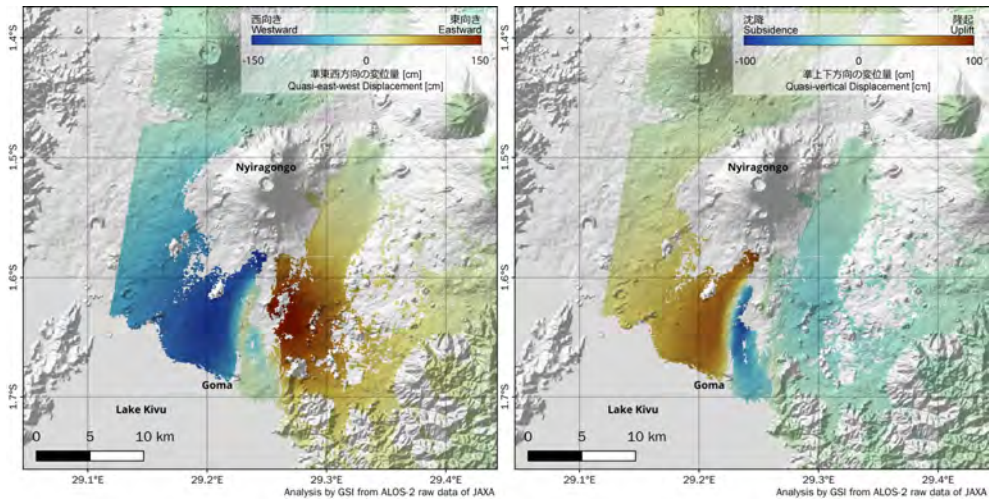 西向き 東向き
Westward Eastward
-150 0 150
準東西方向の変位量 [cm]
Quasi-east-west Displacement [cm]
1.4°S
1.5°S
1.6°S
1.7°S
Nyiragongo
Goma
Lake Kivu
0 5 10 km
29.1°E 29.2°E 29.3°E 29.4°E
Analysis by GSI from ALOS-2 raw data of JAXA
沈降 隆起
Subsidence Uplift
-100 0 100
準上下方向の変位量 [cm]
Quasi-vertical Displacement [cm]
1.4°S
1.5°S
1.6°S
1.7°S
Nyiragongo
Goma
Lake Kivu
0 5 10 km
29.1°E 29.2°E 29.3°E 29.4°E
Analysis by GSI from ALOS-2 raw data of JAXA